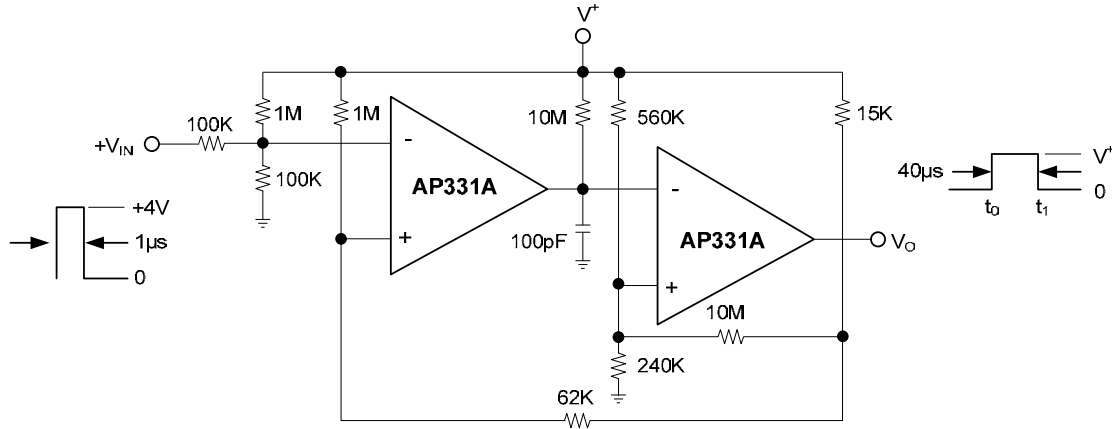 V+
1M
1M
10M
560K
15K
100K
+VIN
-
100K
AP331A
+
100pF
-
AP331A
+
VO
10M
240K
62K
+4V
1µs
0
40µs
V+
0
t0
t1